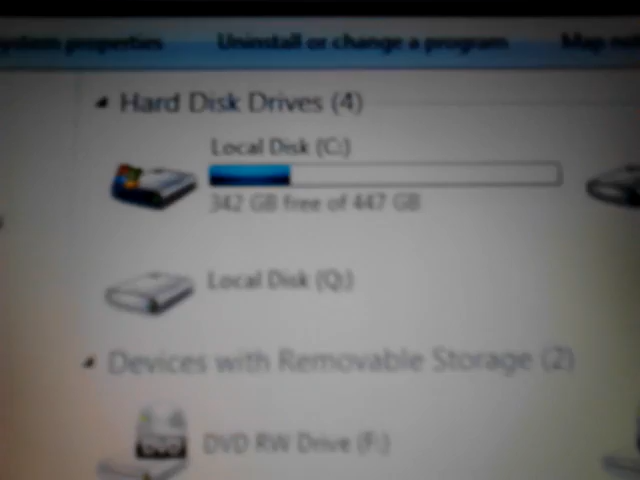 system properties Uninstall or change a program Map
Hard Disk Drives (4)
Local Disk (C:)
342 GB free of 447 GB
Local Disk (Q:)
Devices with Removable Storage (2)
DVD
DVD RW Drive (F:)